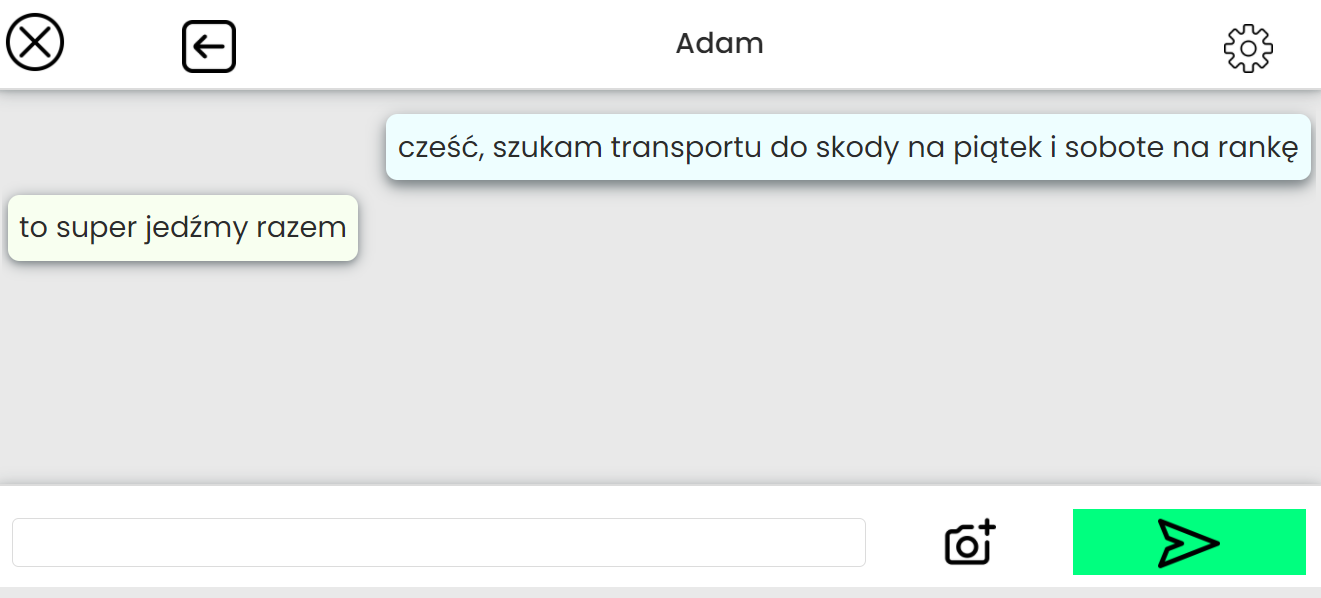 Adam
cześć, szukam transportu do skody na piątek i sobote na rankę
to super jedźmy razem